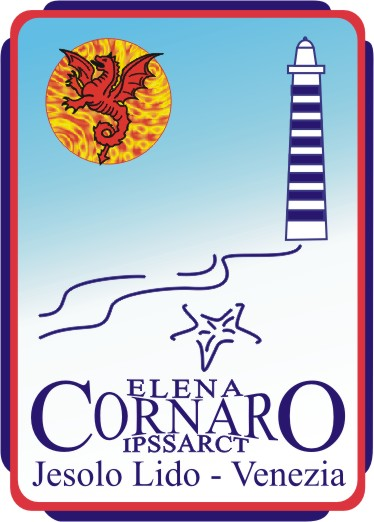 ELENA
CORNARO
IPSSARCT
Jesolo Lido - Venezia